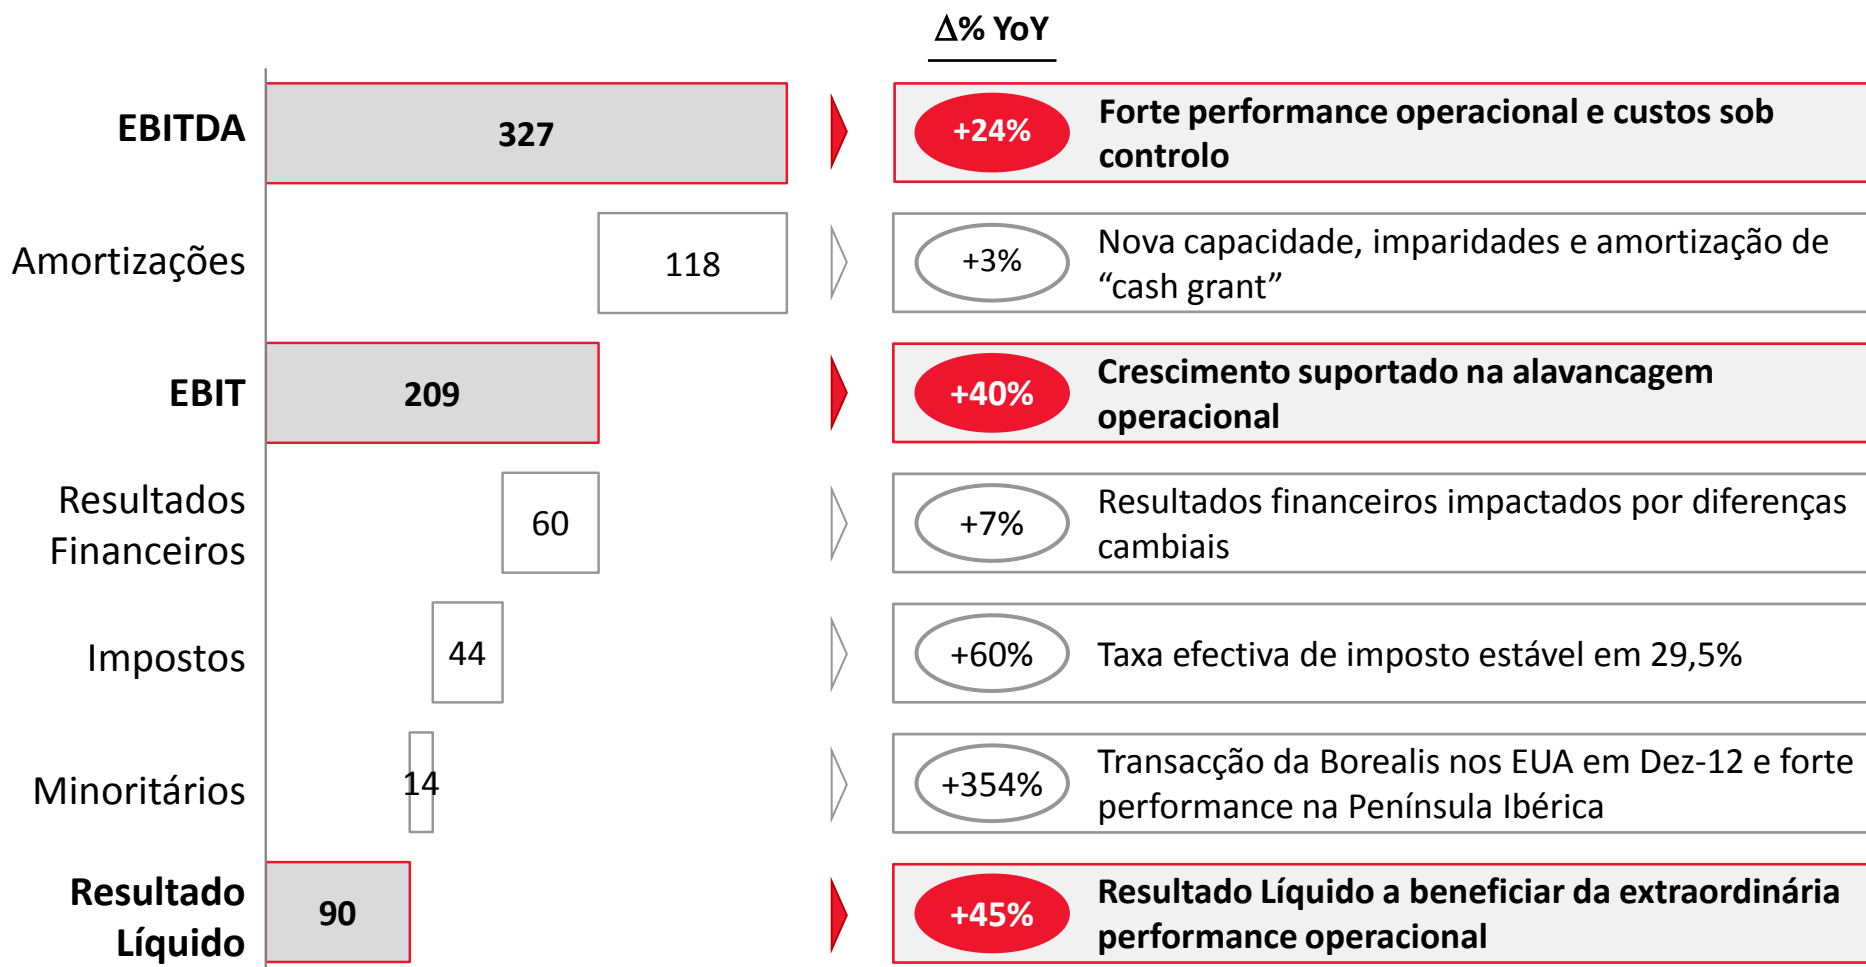 Δ% YoY
EBITDA
327
+24%
Forte performance operacional e custos sob
controlo
Amortizações
118
+3%
Nova capacidade, imparidades e amortização de
“cash grant”
EBIT
209
+40%
Crescimento suportado na alavancagem
operacional
Resultados
Financeiros
60
+7%
Resultados financeiros impactados por diferenças
cambiais
Impostos
44
+60%
Taxa efectiva de imposto estável em 29,5%
Minoritários
14
+354%
Transacção da Borealis nos EUA em Dez-12 e forte
performance na Península Ibérica
Resultado
Líquido
90
+45%
Resultado Líquido a beneficiar da extraordinária
performance operacional